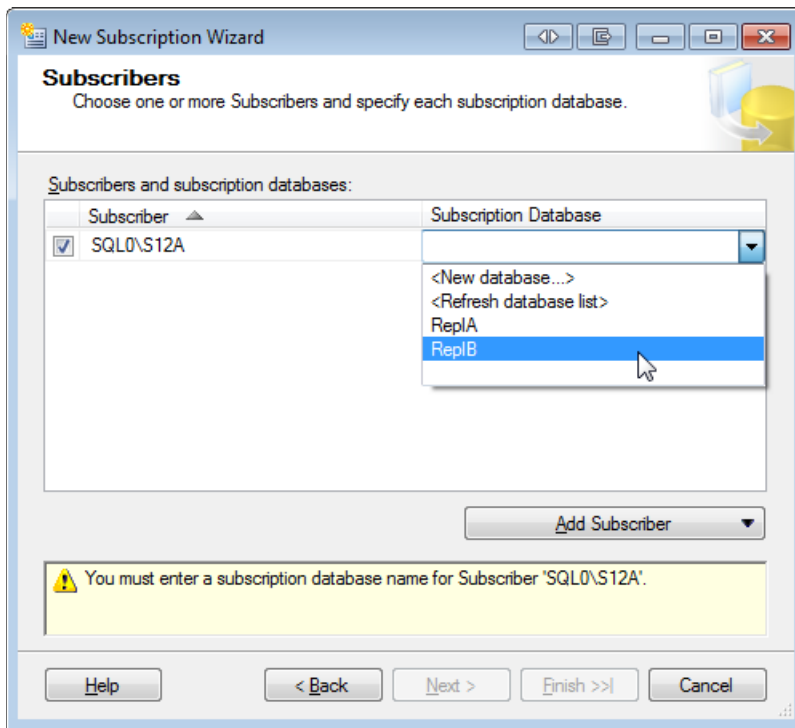 New Subscription Wizard
Subscribers
Choose one or more Subscribers and specify each subscription database.
Subscribers and subscription databases:
Subscriber Subscription Database
SQL0\S12A
<New database...>
<Refresh database list>
ReplA
ReplB
Add Subscriber
You must enter a subscription database name for Subscriber 'SQL0\S12A'.
Help < Back Next > Finish >>| Cancel